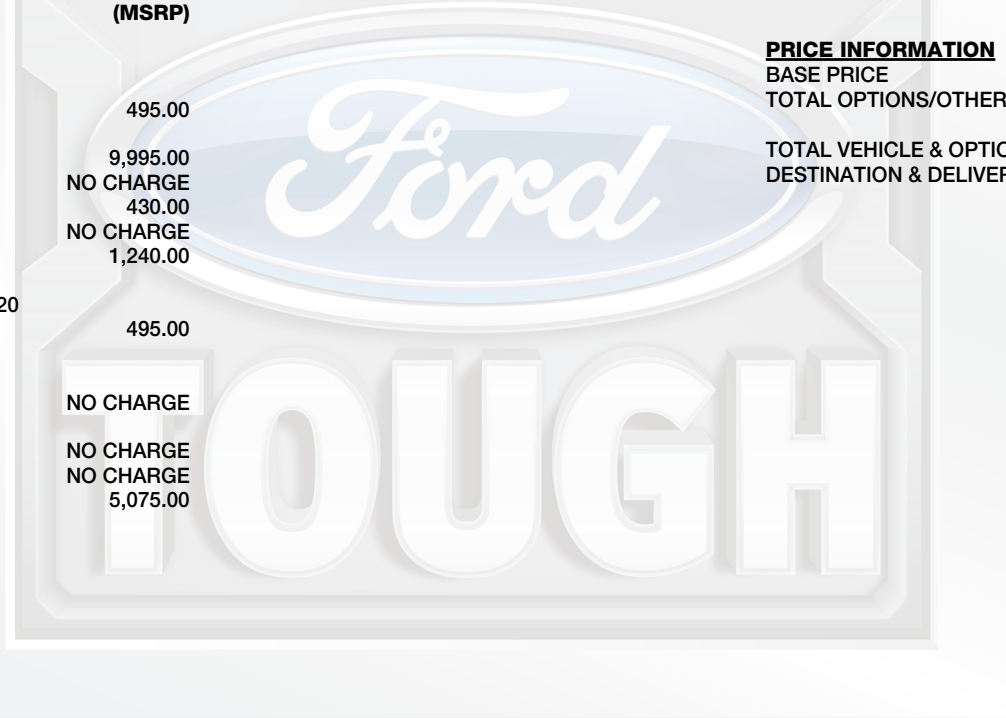 (MSRP)
495.00
9,995.00
NO CHARGE
430.00
NO CHARGE
1,240.00
20
495.00
NO CHARGE
NO CHARGE
NO CHARGE
5,075.00
PRICE INFORMATION
BASE PRICE
TOTAL OPTIONS/OTHER
TOTAL VEHICLE & OPTIO
DESTINATION & DELIVER
Ford
TOUGH